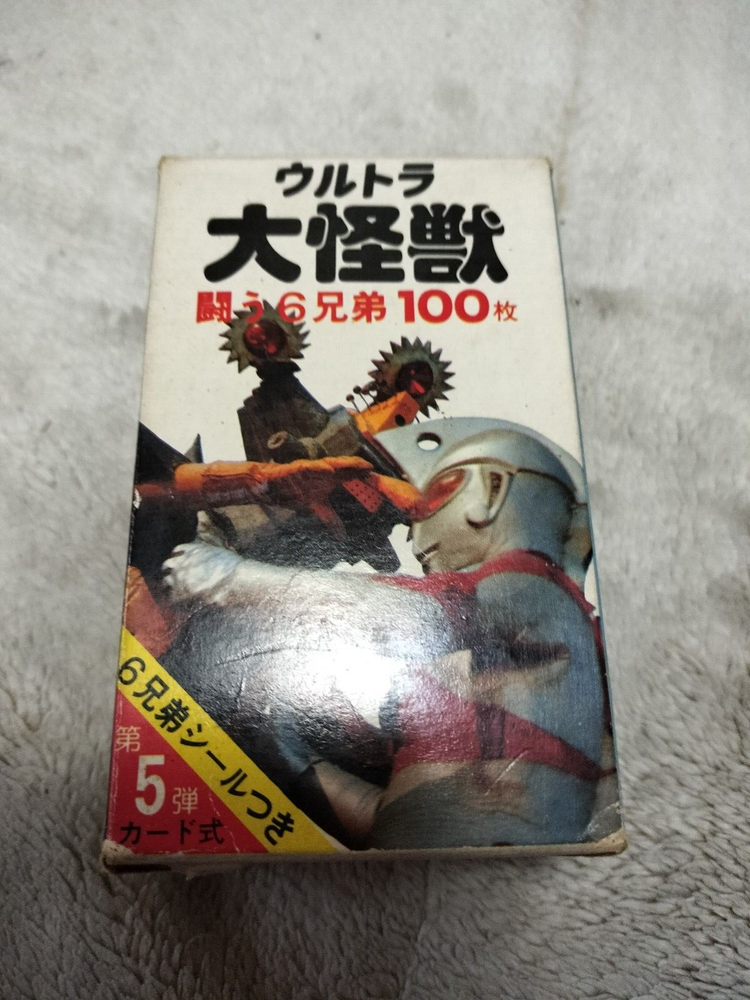 ウルトラ
大怪獣
闘う6兄弟100枚
6兄弟シールつき
第
5弾
カード式